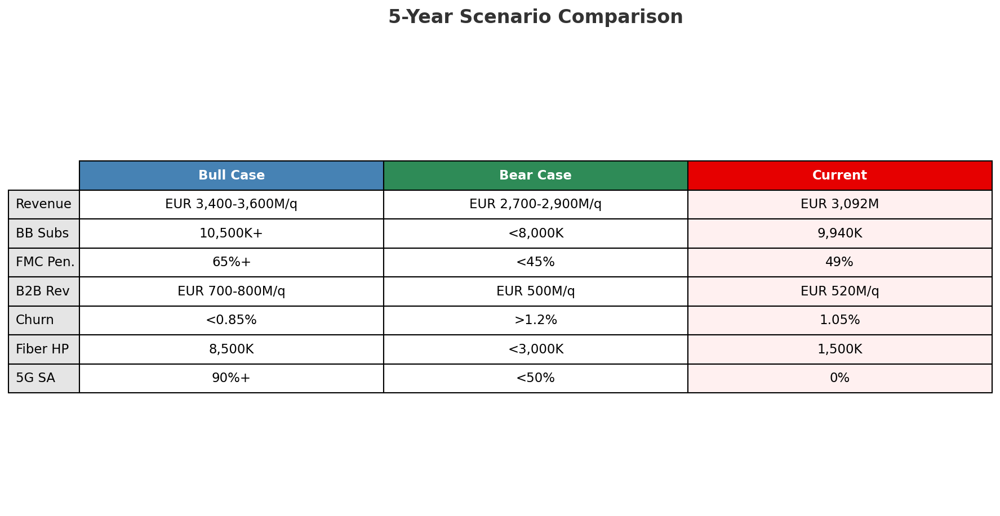 5-Year Scenario Comparison
Bull Case Bear Case Current
Revenue EUR 3,400-3,600M/q EUR 2,700-2,900M/q EUR 3,092M
BB Subs 10,500K+ <8,000K 9,940K
FMC Pen. 65%+ <45% 49%
B2B Rev EUR 700-800M/q EUR 500M/q EUR 520M/q
Churn <0.85% >1.2% 1.05%
Fiber HP 8,500K <3,000K 1,500K
5G SA 90%+ <50% 0%